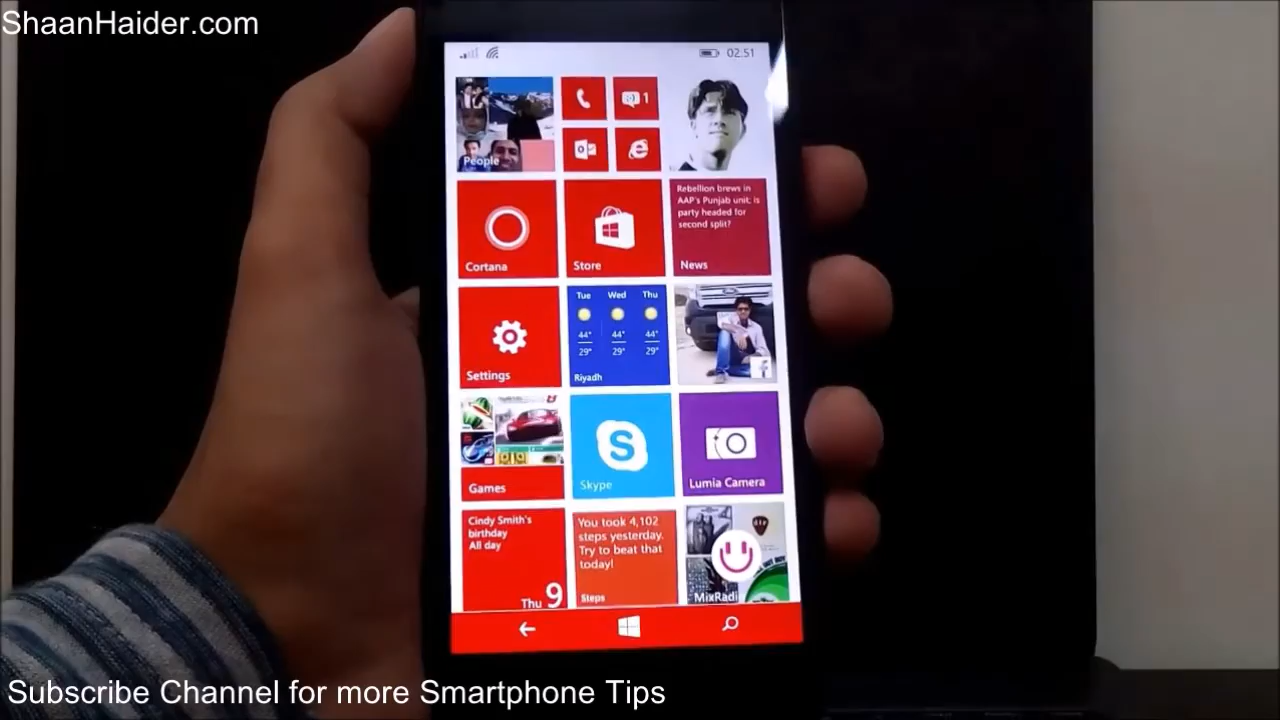 ShaanHaider.com
02.51
People
1
Rebellion brews in
AAP's Punjab unit; is
party headed for
second split?
Cortana
Store
News
Tue Wed Thu
44° 44° 44°
29° 29° 29°
Settings
Riyadh
f
Games
S
Skype
Lumia Camera
Cindy Smith's
birthday
All day
Thu 9
You took 4,102
steps yesterday.
Try to beat that
today!
Steps
MixRadi
Subscribe Channel for more Smartphone Tips